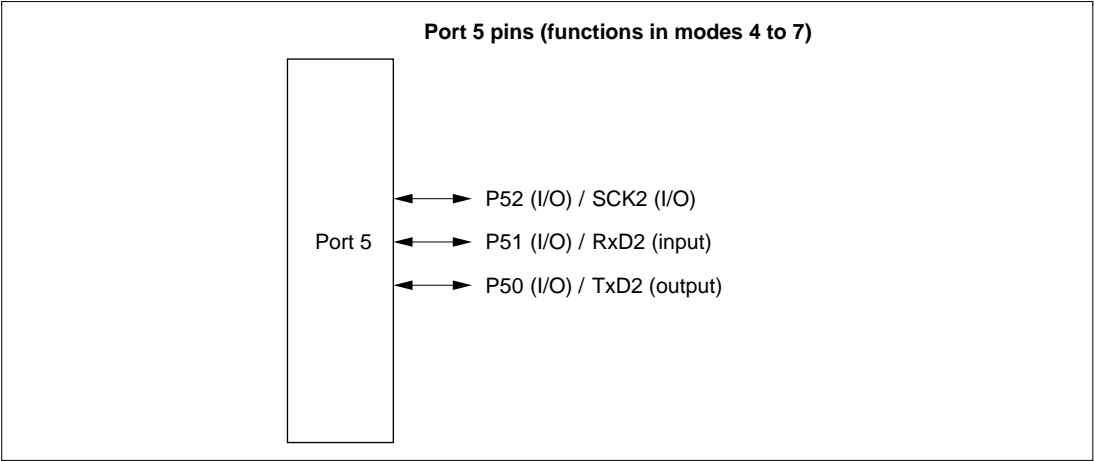 Port 5 pins (functions in modes 4 to 7)
P52 (I/O) / SCK2 (I/O)
Port 5
P51 (I/O) / RxD2 (input)
P50 (I/O) / TxD2 (output)